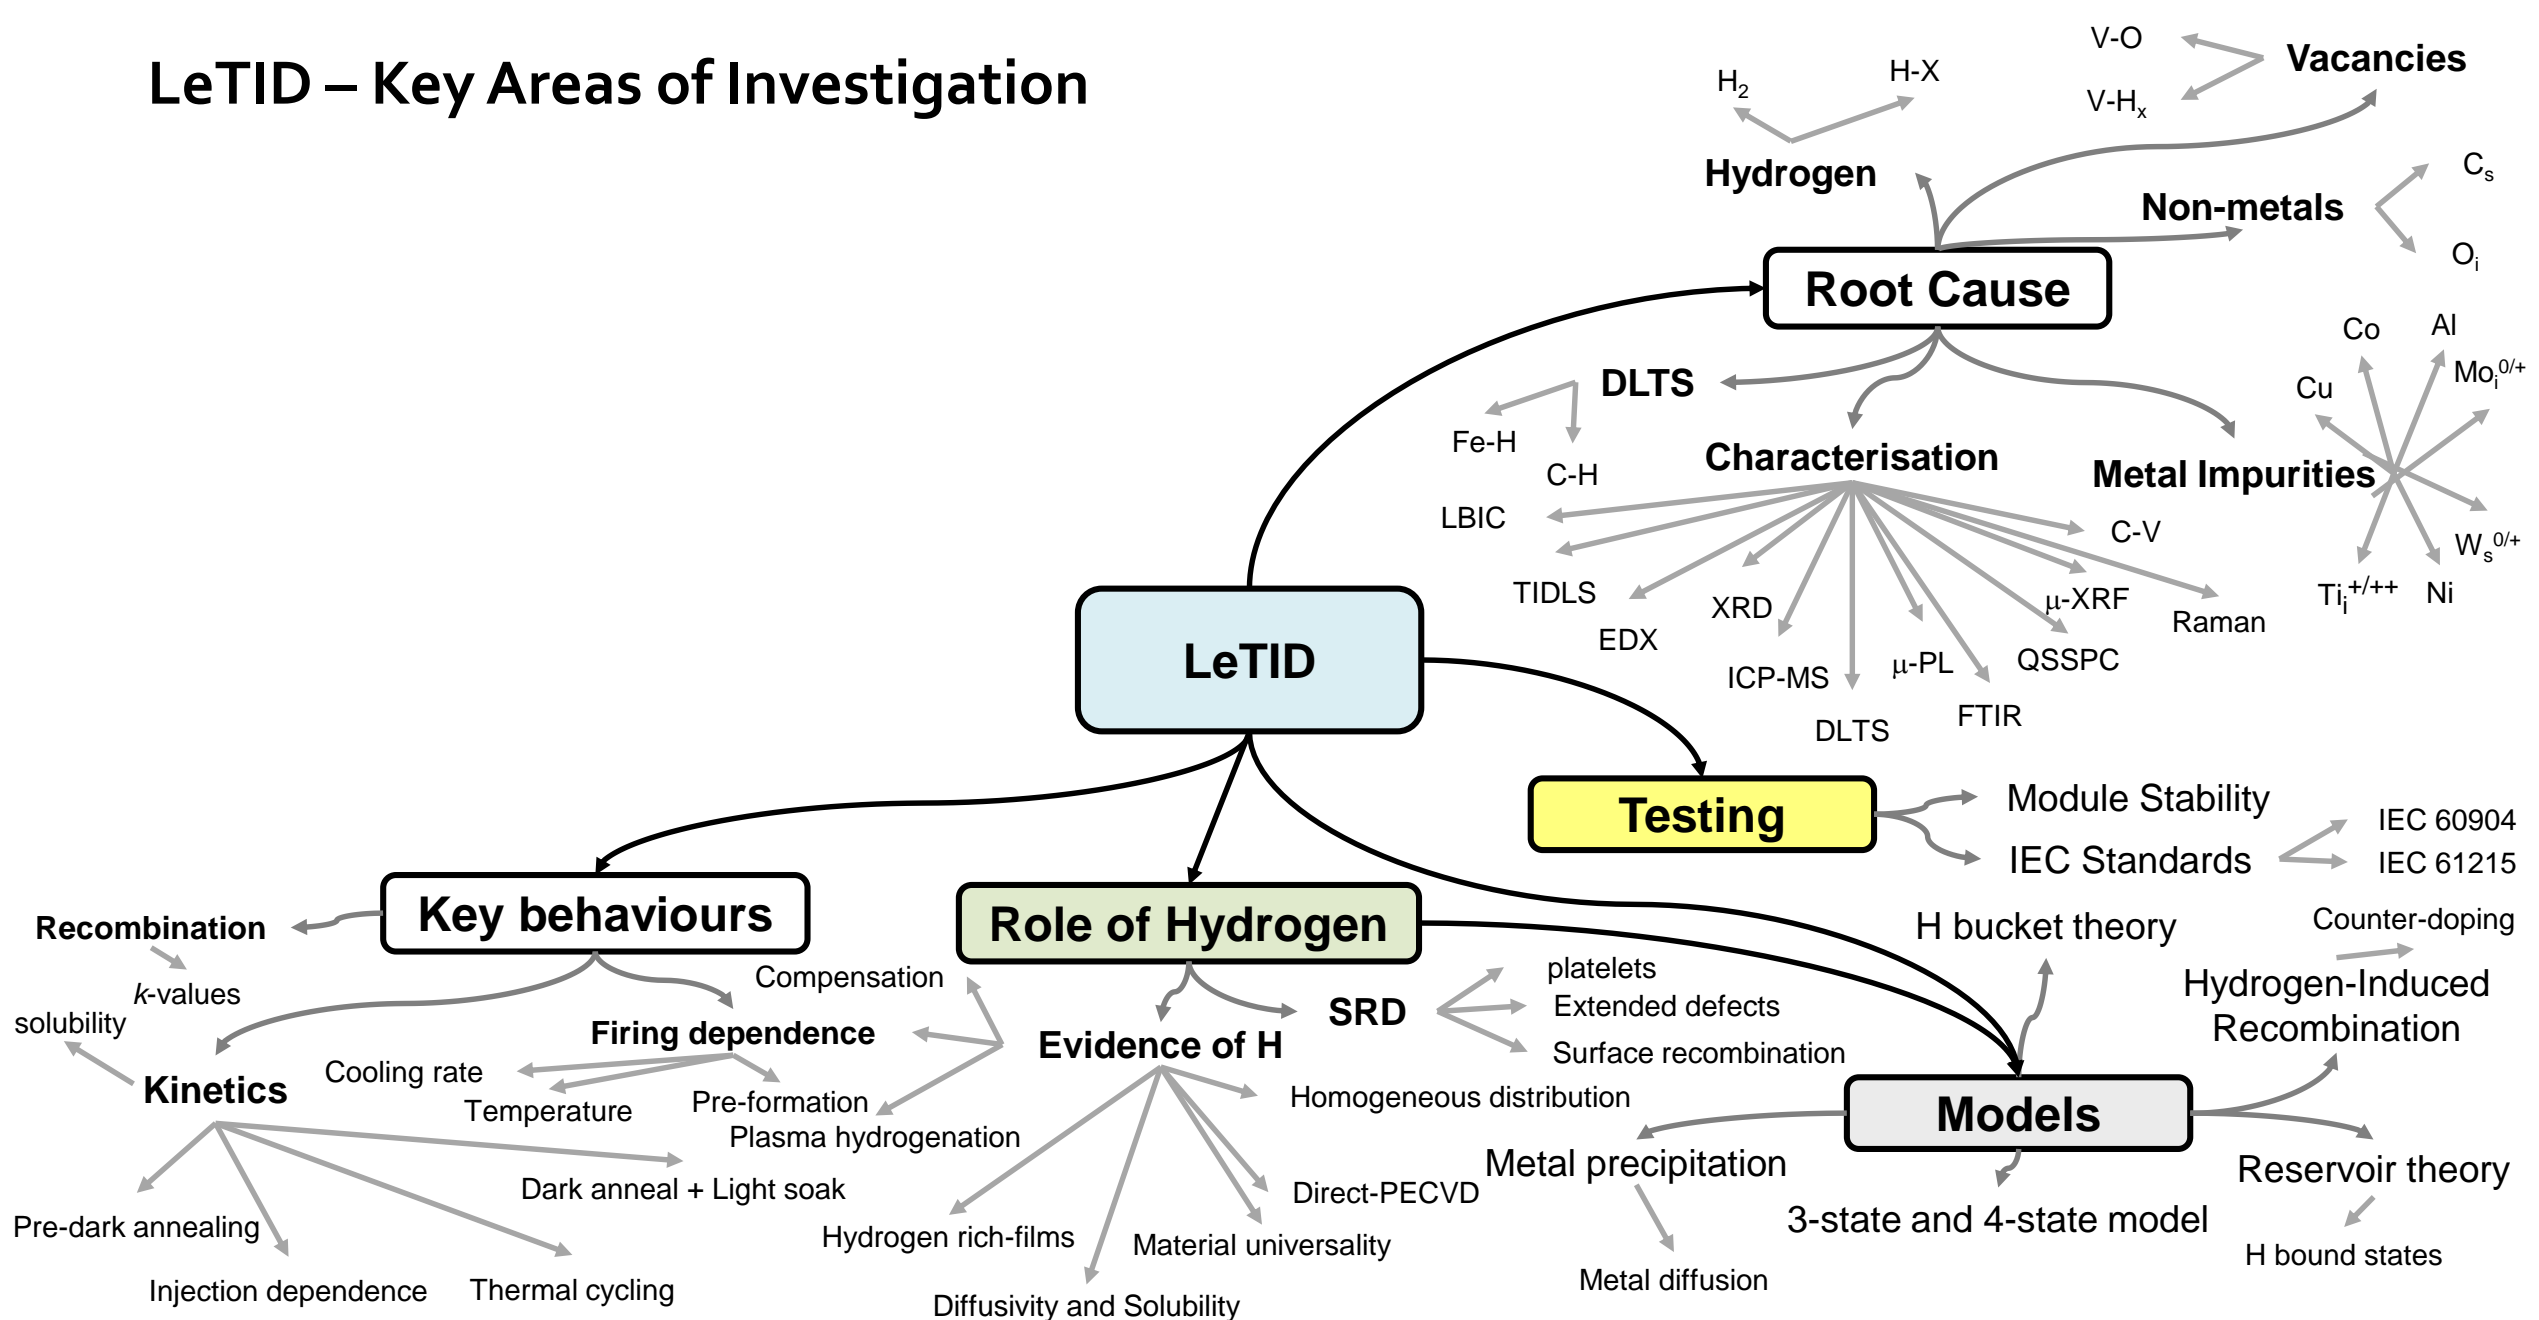 LeTID – Key Areas of Investigation
V-O
Vacancies
V-Hₓ
H₂
H-X
Hydrogen
Non-metals
Cₛ
Oᵢ
Root Cause
DLTS
Fe-H
C-H
Characterisation
Metal Impurities
Co
Al
Cu
Moᵢ⁰/⁺
Wₛ⁰/⁺
Tiᵢ⁺/⁺⁺
Ni
LBIC
TIDLS
EDX
XRD
ICP-MS
DLTS
μ-PL
FTIR
QSSPC
μ-XRF
Raman
C-V
LeTID
Testing
Module Stability
IEC Standards
IEC 60904
IEC 61215
Key behaviours
Recombination
k-values
solubility
Kinetics
Firing dependence
Cooling rate
Temperature
Pre-formation
Pre-dark annealing
Injection dependence
Thermal cycling
Dark anneal + Light soak
Role of Hydrogen
Compensation
Evidence of H
Plasma hydrogenation
SRD
platelets
Extended defects
Surface recombination
Homogeneous distribution
Direct-PECVD
Material universality
Hydrogen rich-films
Diffusivity and Solubility
Models
H bucket theory
Counter-doping
Hydrogen-Induced
Recombination
Metal precipitation
Metal diffusion
3-state and 4-state model
Reservoir theory
H bound states